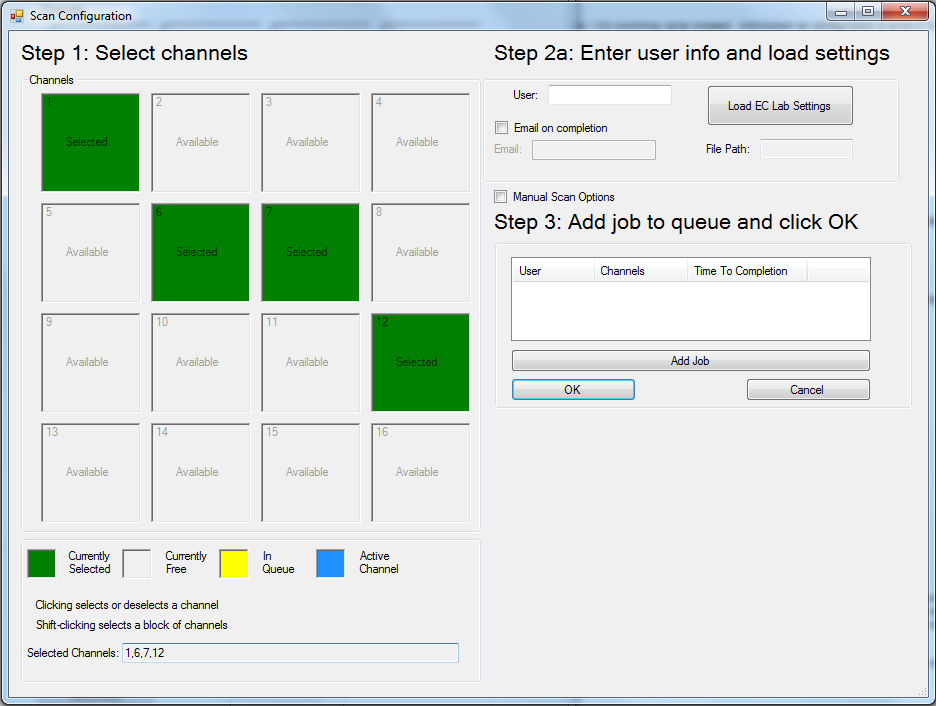 Scan Configuration
Step 1: Select channels
Channels
1
Selected
2
Available
3
Available
4
Available
5
Available
6
Selected
7
Selected
8
Available
9
Available
10
Available
11
Available
12
Selected
13
Available
14
Available
15
Available
16
Available
Currently
Selected
Currently
Free
In
Queue
Active
Channel
Clicking selects or deselects a channel
Shift-clicking selects a block of channels
Selected Channels: 1,6,7,12
Step 2a: Enter user info and load settings
User:
Load EC Lab Settings
Email on completion
Email:
File Path:
Manual Scan Options
Step 3: Add job to queue and click OK
User Channels Time To Completion
Add Job
OK Cancel